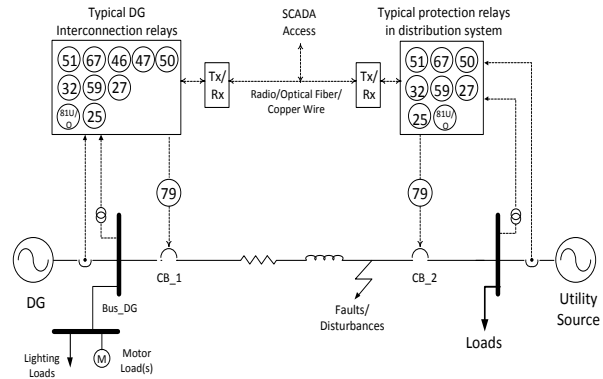 Typical DG
Interconnection relays
SCADA
Access
Typical protection relays
in distribution system
51 67 46 47 50
32 59 27
81U/
O
25
Tx/
Rx
Radio/Optical Fiber/
Copper Wire
Tx/
Rx
51 67 50
32 59 27
25
81U/
O
79
79
DG
Bus_DG
CB_1
Faults/
Disturbances
CB_2
Loads
Utility
Source
Lighting
Loads
M
Motor
Load(s)